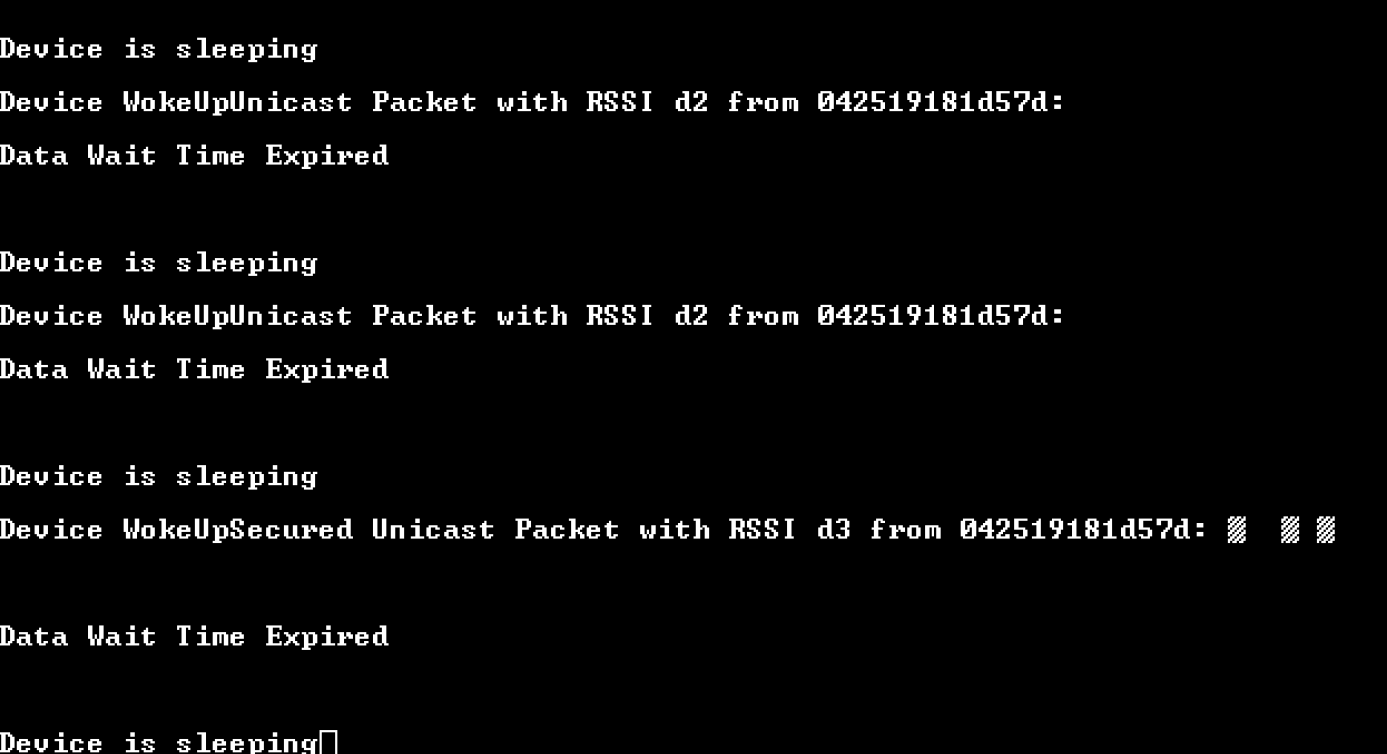 Device is sleeping
Device WokeUpUnicast Packet with RSSI d2 from 042519181d57d:
Data Wait Time Expired
Device is sleeping
Device WokeUpUnicast Packet with RSSI d2 from 042519181d57d:
Data Wait Time Expired
Device is sleeping
Device WokeUpSecured Unicast Packet with RSSI d3 from 042519181d57d: ▨ ▨ ▨
Data Wait Time Expired
Device is sleeping